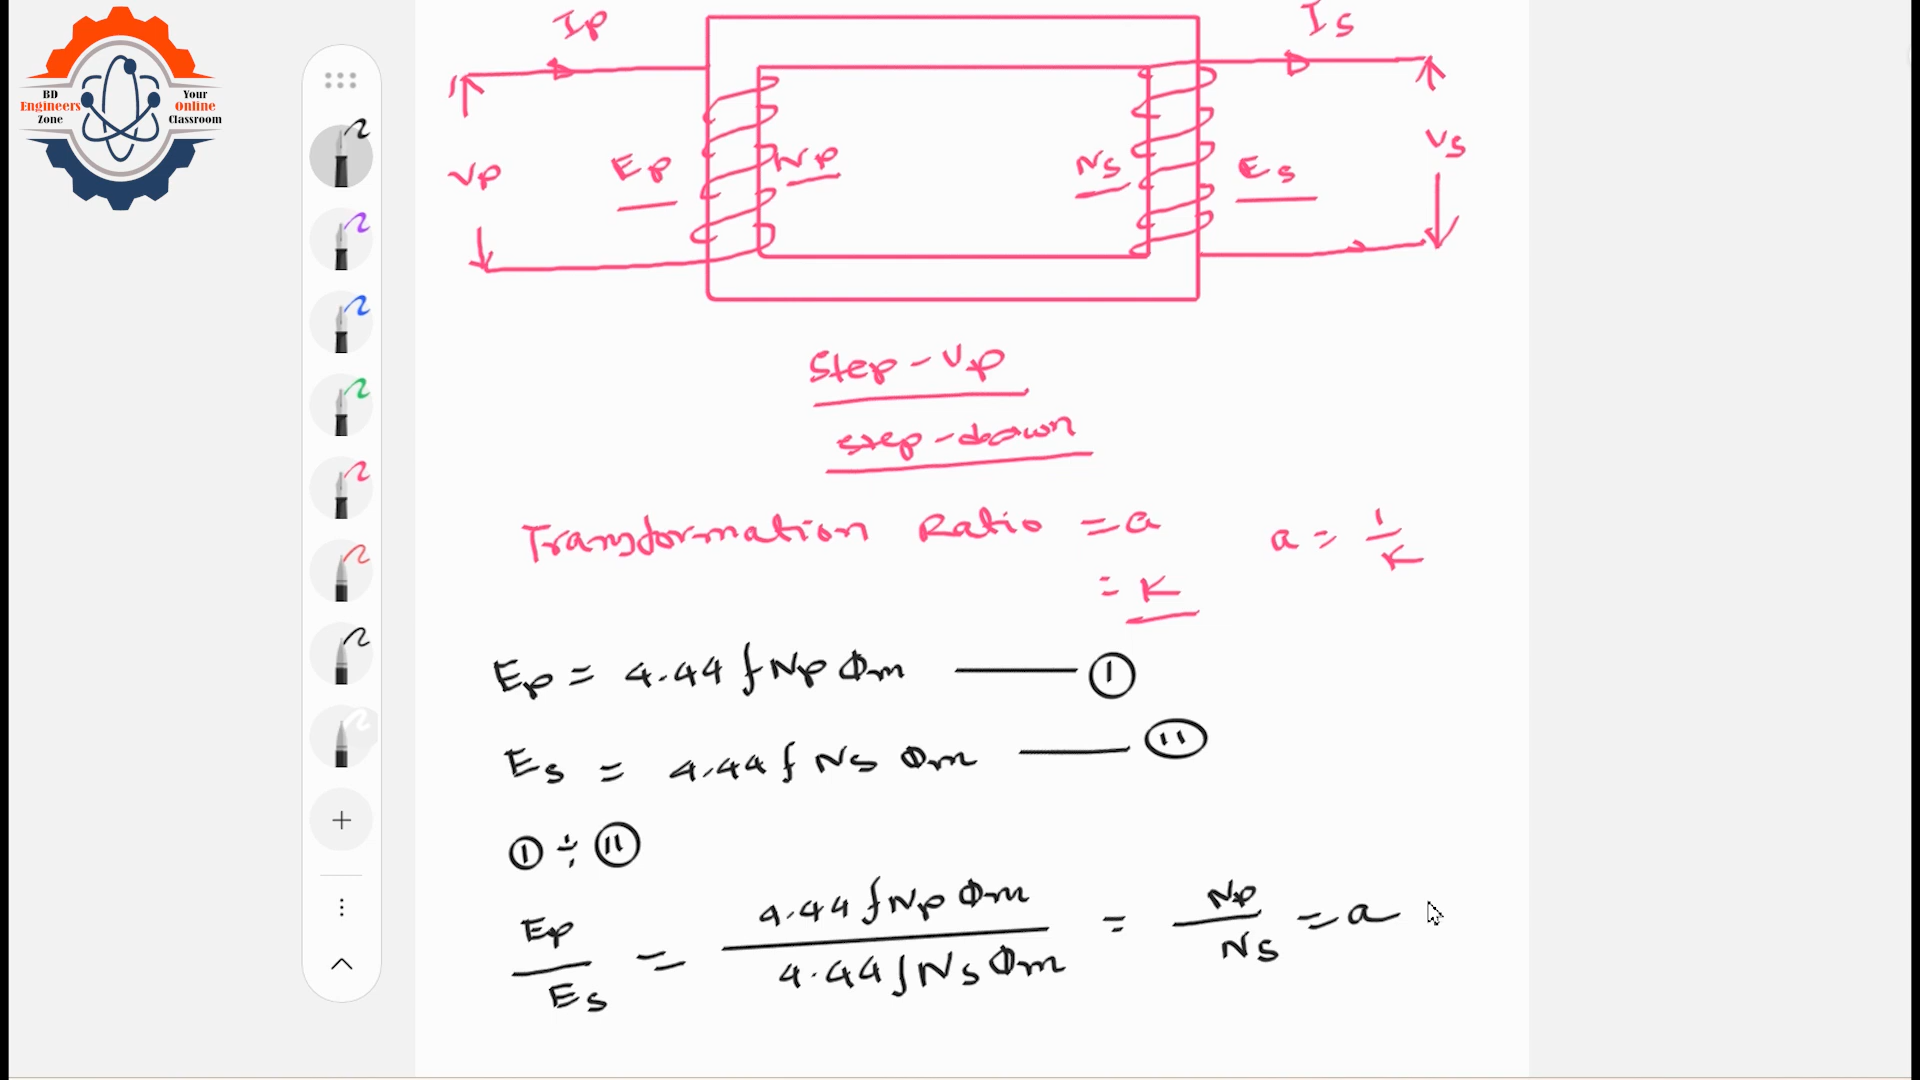 BD
Engineers
Zone
Your
Online
Classroom
Ip
Is
Vp
Ep
Np
Ns
Es
Vs
Step-Up
step-down
Transformation Ratio = a
a = 1/K
= K
Ep = 4.44 f Np Φm —— I
Es = 4.44 f Ns Φm —— II
I ÷ II
Ep/Es = 4.44 f Np Φm / 4.44 f Ns Φm = Np/Ns = a